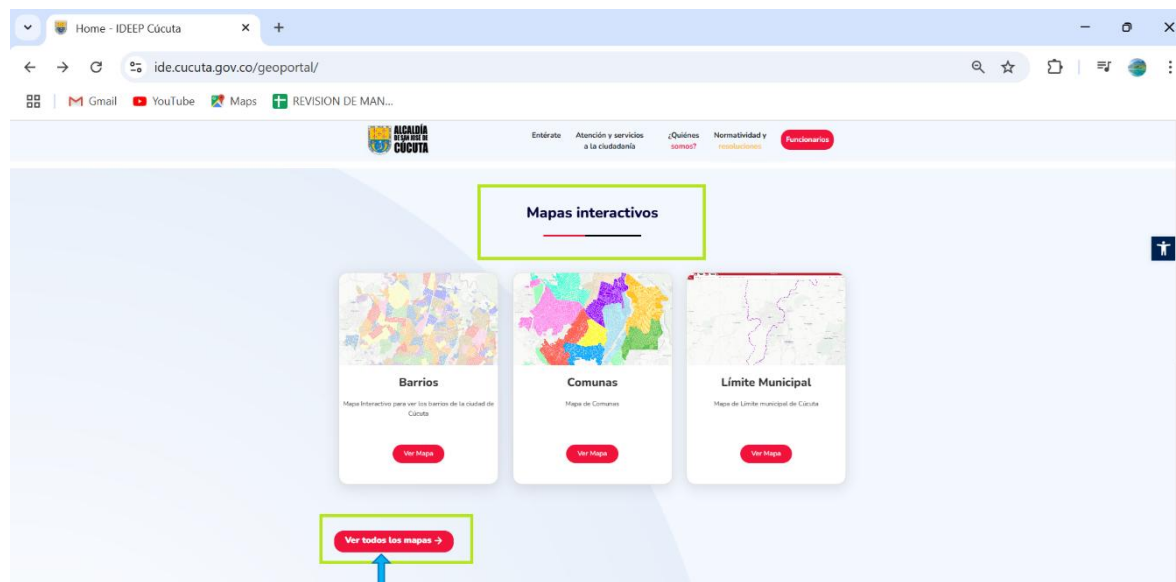 Home - IDEEP Cúcuta
ide.cucuta.gov.co/geoportal/
Gmail
YouTube
Maps
REVISION DE MAN...
ALCALDÍA
DE SAN JOSÉ DE
CÚCUTA
Entérate
Atención y servicios
a la ciudadanía
¿Quiénes
somos?
Normatividad y
resoluciones
Funcionarios
Mapas interactivos
Barrios
Mapa Interactivo para ver los barrios de la ciudad de
Cúcuta
Ver Mapa
Comunas
Mapa de Comunas
Ver Mapa
Límite Municipal
Mapa de Límite municipal de Cúcuta
Ver Mapa
Ver todos los mapas →